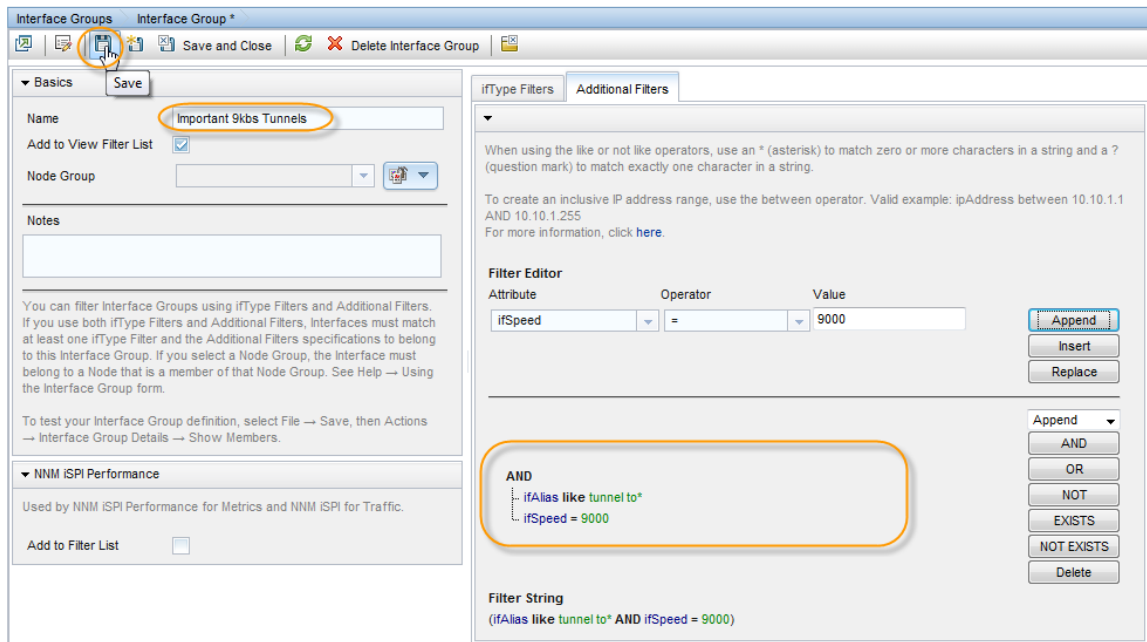 Interface Groups Interface Group *
Save and Close Delete Interface Group
Save
Basics
Name Important 9kbs Tunnels
Add to View Filter List
Node Group
Notes
You can filter Interface Groups using ifType Filters and Additional Filters.
If you use both ifType Filters and Additional Filters, Interfaces must match
at least one ifType Filter and the Additional Filters specifications to belong
to this Interface Group. If you select a Node Group, the Interface must
belong to a Node that is a member of that Node Group. See Help → Using
the Interface Group form.
To test your Interface Group definition, select File → Save, then Actions
→ Interface Group Details → Show Members.
NNM iSPI Performance
Used by NNM iSPI Performance for Metrics and NNM iSPI for Traffic.
Add to Filter List
ifType Filters Additional Filters
When using the like or not like operators, use an * (asterisk) to match zero or more characters in a string and a ?
(question mark) to match exactly one character in a string.
To create an inclusive IP address range, use the between operator. Valid example: ipAddress between 10.10.1.1
AND 10.10.1.255
For more information, click here.
Filter Editor
Attribute Operator Value
ifSpeed = 9000 Append
Insert
Replace
Append
AND
OR
NOT
EXISTS
NOT EXISTS
Delete
AND
ifAlias like tunnel to*
ifSpeed = 9000
Filter String
(ifAlias like tunnel to* AND ifSpeed = 9000)